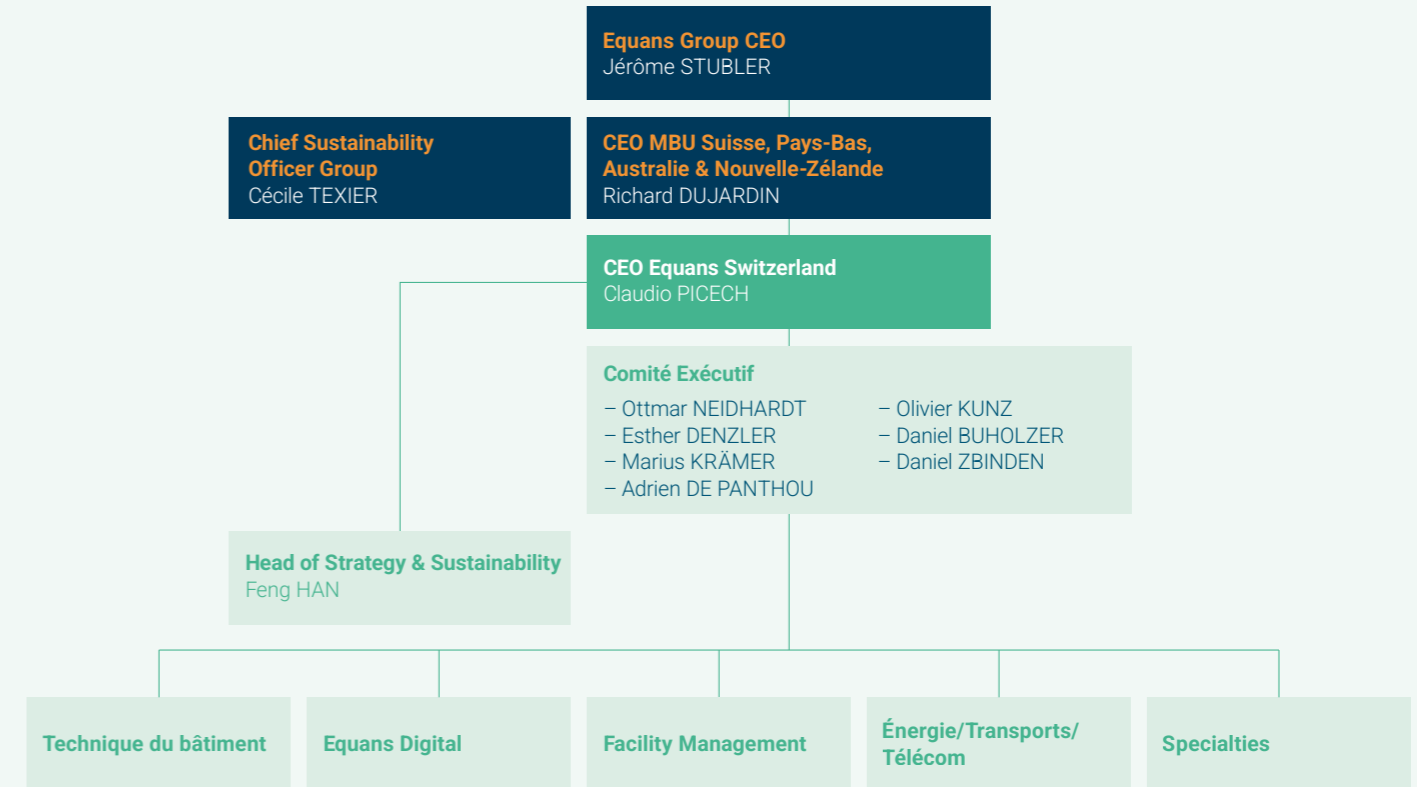 Equans Group CEO
Jérôme STUBLER
Chief Sustainability
Officer Group
Cécile TEXIER
CEO MBU Suisse, Pays-Bas,
Australie & Nouvelle-Zélande
Richard DUJARDIN
CEO Equans Switzerland
Claudio PICECH
Comité Exécutif
– Ottmar NEIDHARDT
– Esther DENZLER
– Marius KRÄMER
– Adrien DE PANTHOU
– Olivier KUNZ
– Daniel BUHOLZER
– Daniel ZBINDEN
Head of Strategy & Sustainability
Feng HAN
Technique du bâtiment
Equans Digital
Facility Management
Énergie/Transports/
Télécom
Specialties